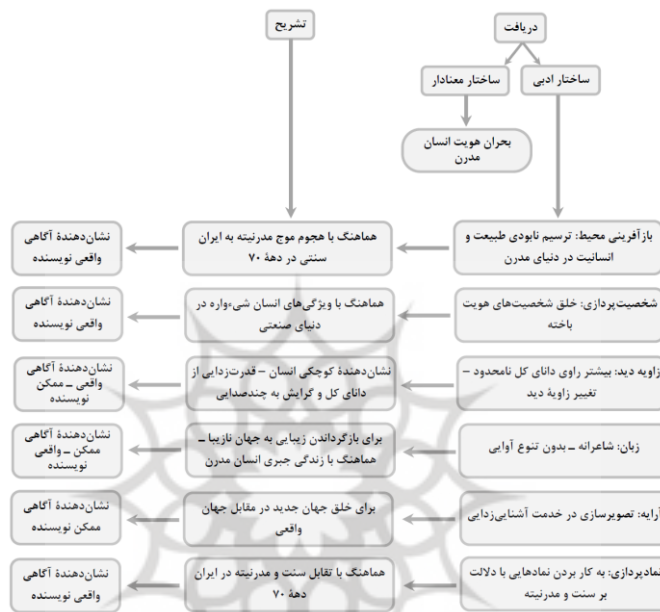 دریافت
تشریح
ساختار ادبی
ساختار معنادار
بحران هویت انسان
مدرن
بازآفرینی محیط: ترسیم نابودی طبیعت و
انسانیت در دنیای مدرن
هماهنگ با هجوم موج مدرنیته به ایران
سنتی در دههٔ ۷۰
نشان‌دهندهٔ آگاهی
واقعی نویسنده
شخصیت‌پردازی: خلق شخصیت‌های هویت
باخته
هماهنگ با ویژگی‌های انسان شیء‌واره در
دنیای صنعتی
نشان‌دهندهٔ آگاهی
واقعی نویسنده
زاویه دید: بیشتر راوی دانای کل نامحدود –
تغییر زاویهٔ دید
نشان‌دهندهٔ کوچکی انسان – قدرت‌زدایی از
دانای کل و گرایش به چندصدایی
نشان‌دهندهٔ آگاهی
واقعی – ممکن
نویسنده
زبان: شاعرانه – بدون تنوع آوایی
برای بازگرداندن زیبایی به جهان نازیبا –
هماهنگ با زندگی جبری انسان مدرن
نشان‌دهندهٔ آگاهی
ممکن – واقعی
نویسنده
آرایه: تصویرسازی در خدمت آشنایی‌زدایی
برای خلق جهان جدید در مقابل جهان
واقعی
نشان‌دهندهٔ آگاهی
ممکن نویسنده
نمادپردازی: به کار بردن نمادهایی با دلالت
بر سنت و مدرنیته
هماهنگ با تقابل سنت و مدرنیته در ایران
دههٔ ۷۰
نشان‌دهندهٔ آگاهی
واقعی نویسنده